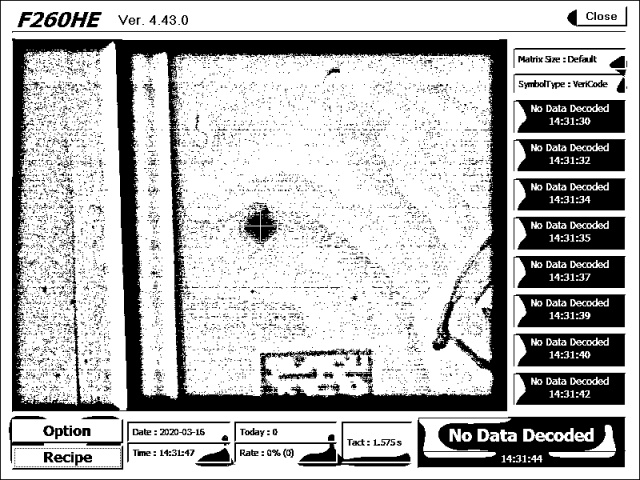 F260HE Ver. 4.43.0
Close
Matrix Size : Default
SymbolType : VeriCode
No Data Decoded
14:31:30
No Data Decoded
14:31:32
No Data Decoded
14:31:34
No Data Decoded
14:31:35
No Data Decoded
14:31:37
No Data Decoded
14:31:39
No Data Decoded
14:31:40
No Data Decoded
14:31:42
Option
Recipe
Date : 2020-03-16
Time : 14:31:47
Today : 0
Rate : 0% (0)
Tact : 1.575 s
No Data Decoded
14:31:44